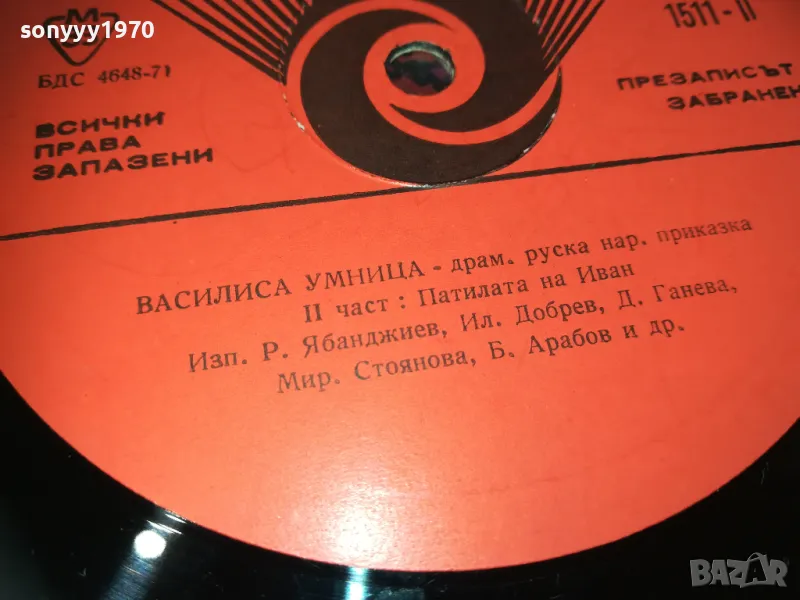 sonyyy1970
БДС 4648-71
1511-II
ВСИЧКИ
ПРАВА
ЗАПАЗЕНИ
ПРЕЗАПИСЪТ
ЗАБРАНЕН
ВАСИЛИСА УМНИЦА - драм. руска нар. приказка
II част : Патилата на Иван
Изп. Р. Ябанджиев, Ил. Добрев, Д. Ганева,
Мир. Стоянова, Б. Арабов и др.
BAZAR